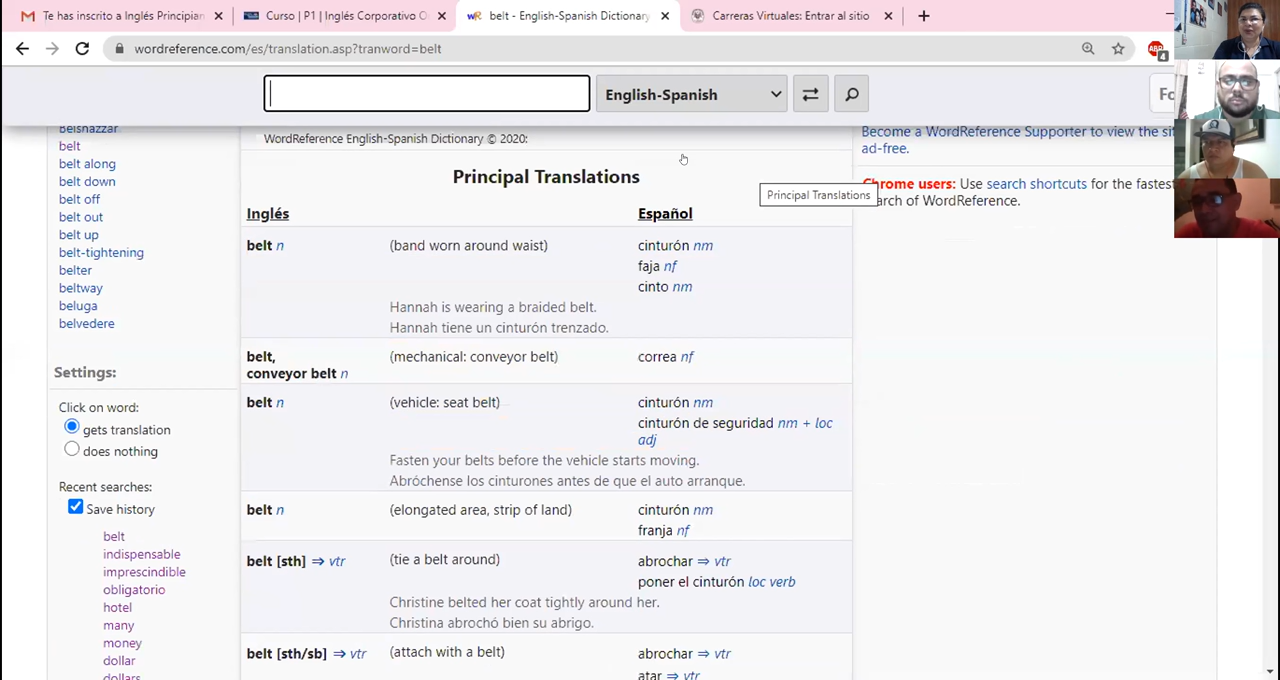 Te has inscrito a Inglés Principian
Curso | P1 | Inglés Corporativo O
belt - English-Spanish Dictionary
Carreras Virtuales: Entrar al sitio
wordreference.com/es/translation.asp?tranword=belt
ABP
4
English-Spanish
Fo
belshazzar
belt
belt along
belt down
belt off
belt out
belt up
belt-tightening
belter
beltway
beluga
belvedere
Settings:
Click on word:
gets translation
does nothing
Recent searches:
Save history
belt
indispensable
imprescindible
obligatorio
hotel
many
money
dollar
dollars
WordReference English-Spanish Dictionary © 2020:
Principal Translations
Inglés Español
belt n (band worn around waist) cinturón nm
faja nf
cinto nm
Hannah is wearing a braided belt.
Hannah tiene un cinturón trenzado.
belt, (mechanical: conveyor belt) correa nf
conveyor belt n
belt n (vehicle: seat belt) cinturón nm
cinturón de seguridad nm + loc
adj
Fasten your belts before the vehicle starts moving.
Abróchense los cinturones antes de que el auto arranque.
belt n (elongated area, strip of land) cinturón nm
franja nf
belt [sth] ⇒ vtr (tie a belt around) abrochar ⇒ vtr
poner el cinturón loc verb
Christine belted her coat tightly around her.
Christina abrochó bien su abrigo.
belt [sth/sb] ⇒ vtr (attach with a belt) abrochar ⇒ vtr
atar ⇒ vtr
Principal Translations
Become a WordReference Supporter to view the sit
ad-free.
Chrome users: Use search shortcuts for the fastest
arch of WordReference.